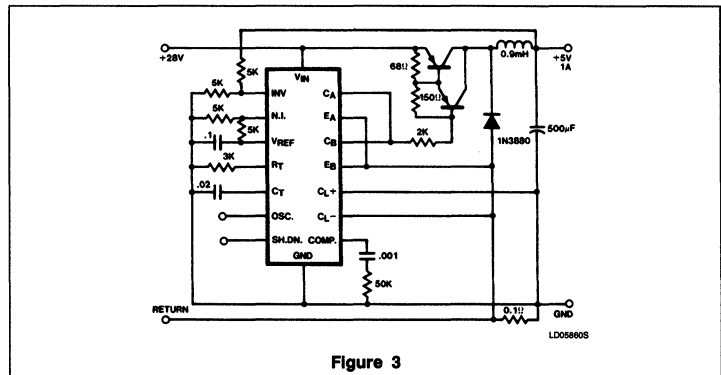 +28V
5K
VIN
68Ω
150Ω
0.9mH
+5V
1A
5K
INV
CA
5K
N.I.
EA
5K
.1
VREF
CB
2K
1N3880
500μF
3K
RT
EB
.02
CT
CL+
OSC.
CL−
SH.DN.
COMP.
GND
.001
50K
RETURN
0.1Ω
GND
LD05860S
Figure 3